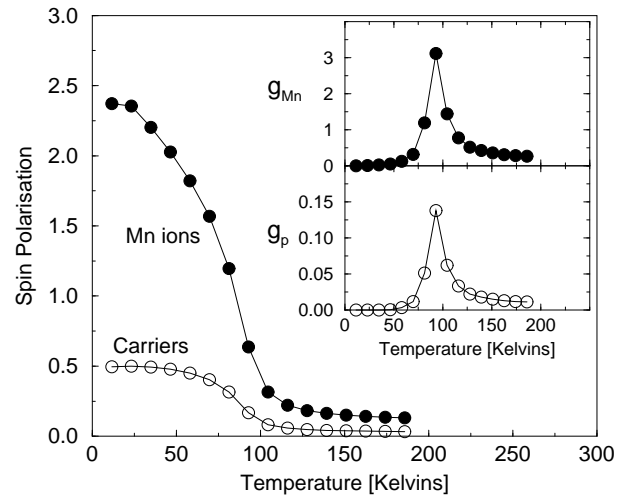 3.0
2.5
2.0
1.5
1.0
0.5
0.0
Spin Polarisation
0 50 100 150 200 250 300
Temperature [Kelvins]
Mn ions
Carriers
g_Mn
3
2
1
0
g_p
0.15
0.10
0.05
0.00
0 50 100 150 200
Temperature [Kelvins]